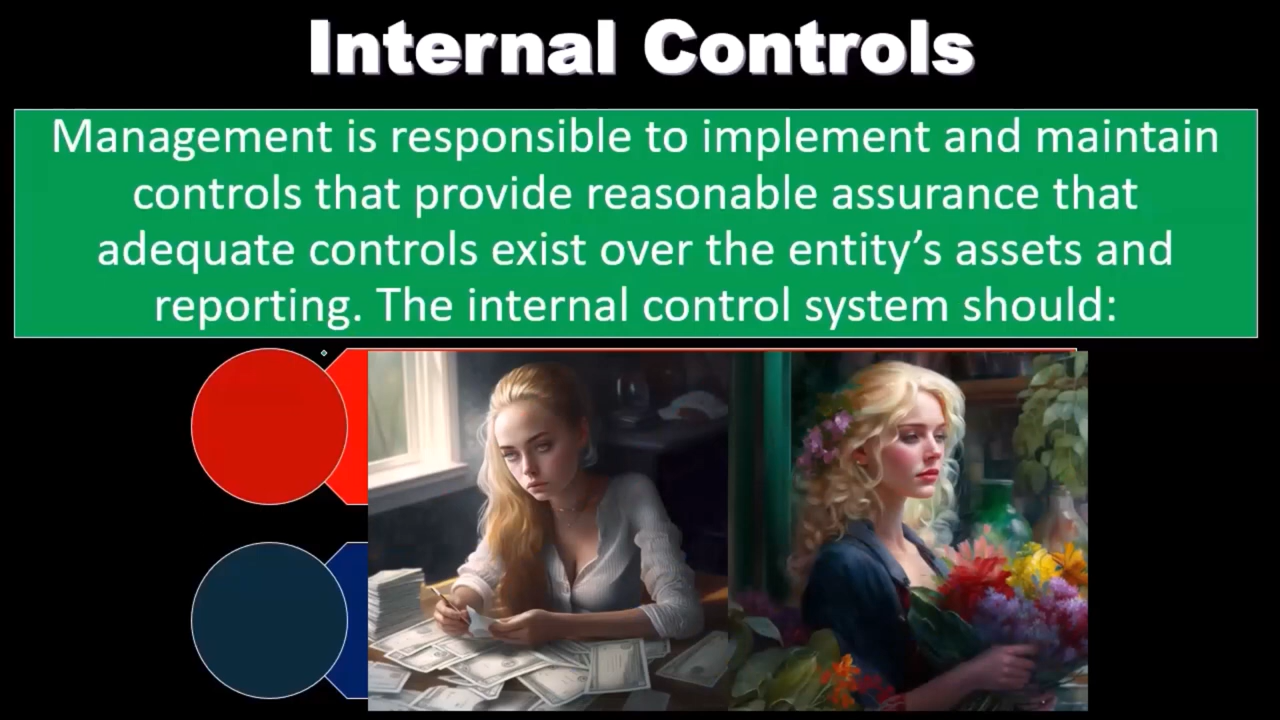 Internal Controls
Management is responsible to implement and maintain
controls that provide reasonable assurance that
adequate controls exist over the entity’s assets and
reporting. The internal control system should: